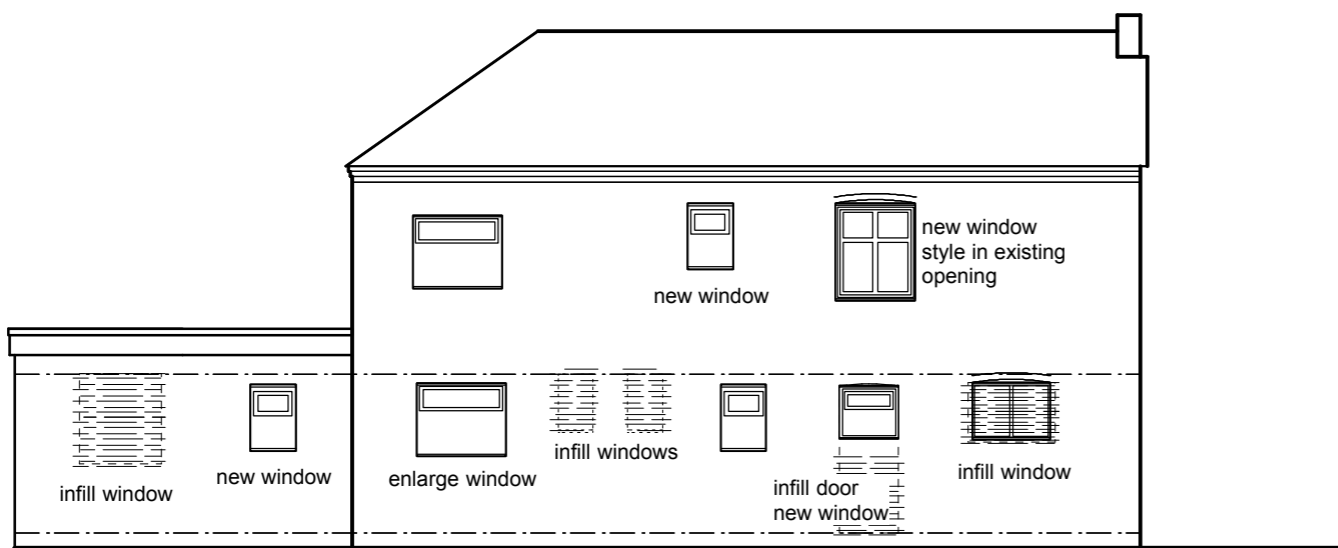 new window
style in existing
opening
new window
infill window
new window
enlarge window
infill windows
infill door
new window
infill window